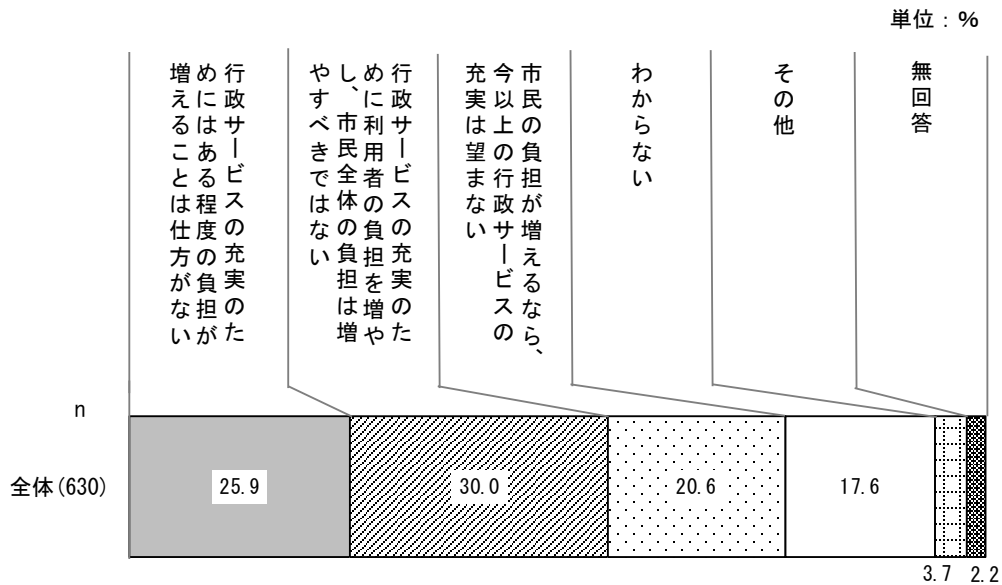 単位：％
行政サービスの充実のた
めにはある程度の負担が
増えることは仕方がない
行政サービスの充実のた
めに利用者の負担を増や
し、市民全体の負担は増
やすべきではない
市民の負担が増えるなら、
今以上の行政サービスの
充実は望まない
わからない
その他
無回答
n
全体(630)
25.9
30.0
20.6
17.6
3.7
2.2